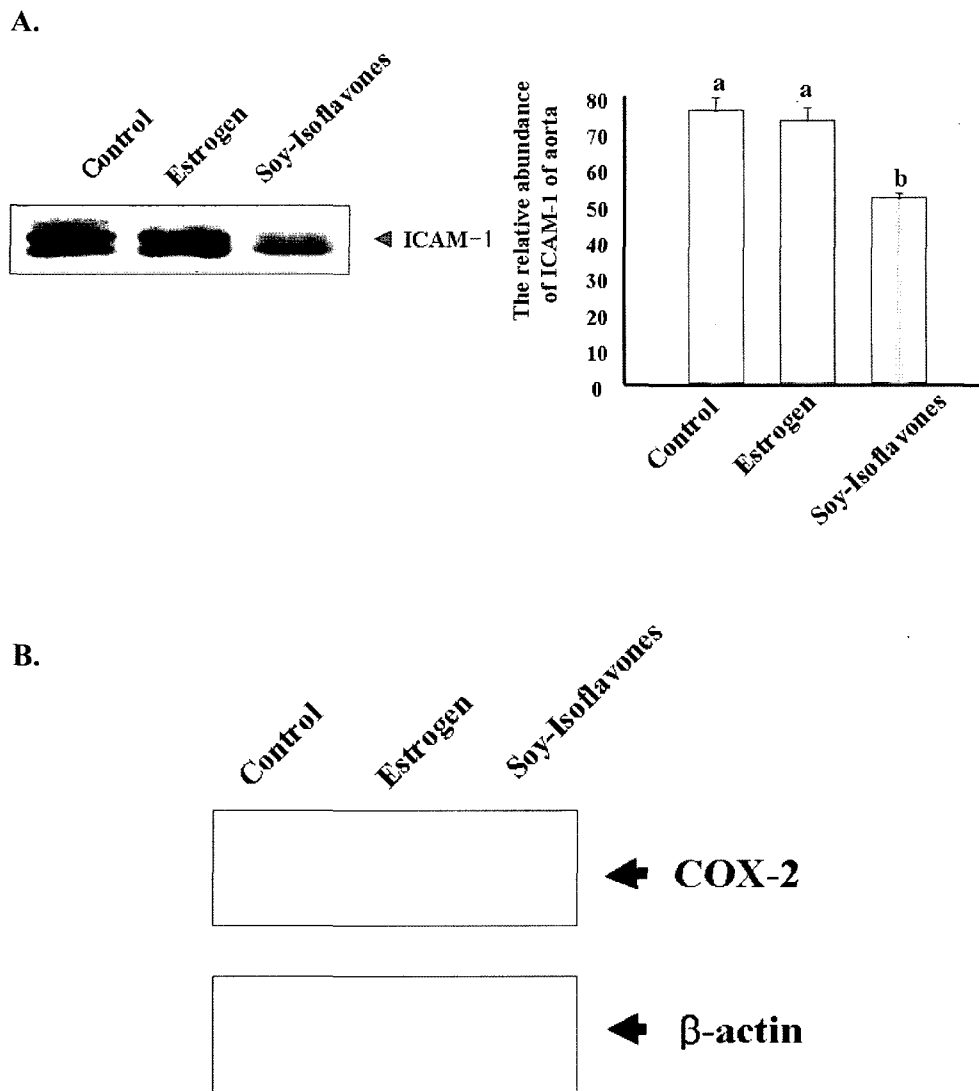 A.
Control
Estrogen
Soy-Isoflavones
ICAM-1
The relative abundance
of ICAM-1 of aorta
80
70
60
50
40
30
20
10
0
a
a
b
Control
Estrogen
Soy-Isoflavones
B.
Control
Estrogen
Soy-Isoflavones
COX-2
β-actin